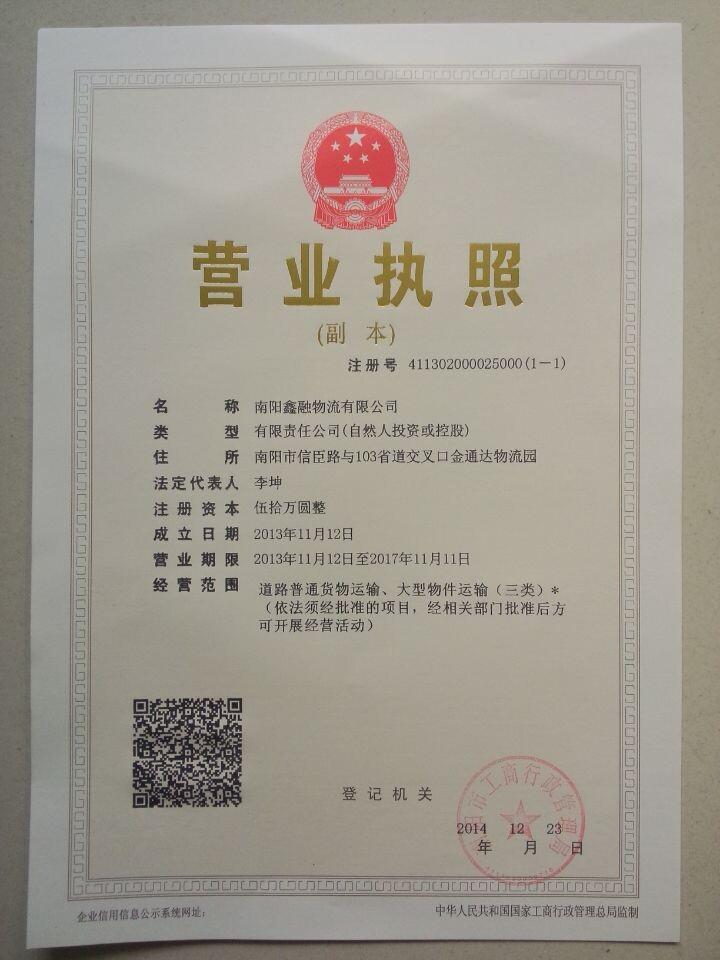 营业执照
(副 本)
注册号 411302000025000(1-1)
名 称 南阳鑫融物流有限公司
类 型 有限责任公司(自然人投资或控股)
住 所 南阳市信臣路与103省道交叉口金通达物流园
法定代表人 李坤
注册资本 伍拾万圆整
成立日期 2013年11月12日
营业期限 2013年11月12日至2017年11月11日
经营范围 道路普通货物运输、大型物件运输（三类）*
（依法须经批准的项目，经相关部门批准后方
可开展经营活动）
登记机关
市工商行政管理局
2014 12 23
年 月 日
企业信用信息公示系统网址：
中华人民共和国国家工商行政管理总局监制